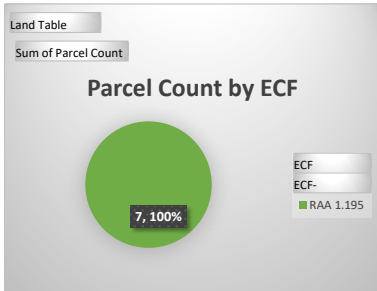 Land Table
Sum of Parcel Count
Parcel Count by ECF
7, 100%
ECF
ECF-
RAA 1.195